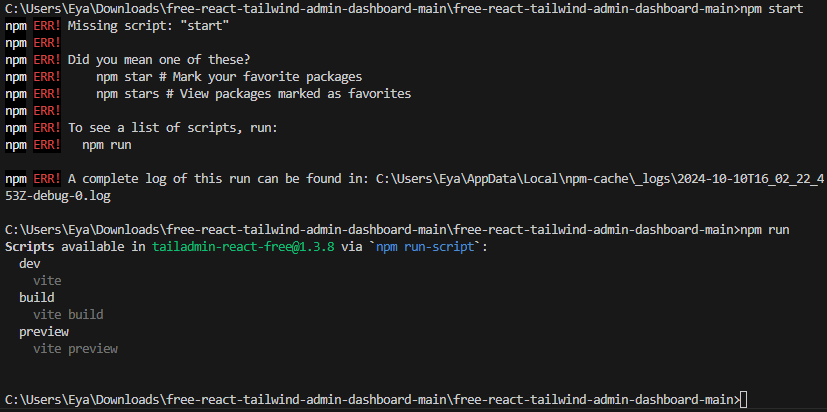 C:\Users\Eya\Downloads\free-react-tailwind-admin-dashboard-main\free-react-tailwind-admin-dashboard-main>npm start
npm ERR! Missing script: "start"
npm ERR!
npm ERR! Did you mean one of these?
npm ERR!     npm star # Mark your favorite packages
npm ERR!     npm stars # View packages marked as favorites
npm ERR!
npm ERR! To see a list of scripts, run:
npm ERR!   npm run

npm ERR! A complete log of this run can be found in: C:\Users\Eya\AppData\Local\npm-cache\_logs\2024-10-10T16_02_22_4
53Z-debug-0.log

C:\Users\Eya\Downloads\free-react-tailwind-admin-dashboard-main\free-react-tailwind-admin-dashboard-main>npm run
Scripts available in tailadmin-react-free@1.3.8 via `npm run-script`:
  dev
    vite
  build
    vite build
  preview
    vite preview

C:\Users\Eya\Downloads\free-react-tailwind-admin-dashboard-main\free-react-tailwind-admin-dashboard-main>